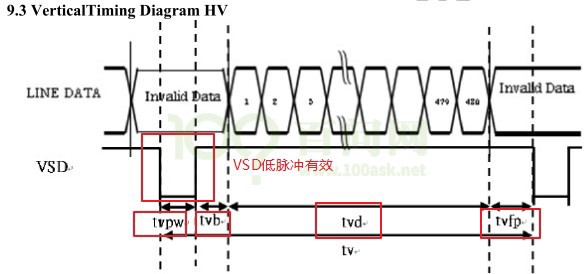 9.3 VerticalTiming Diagram HV
LINE DATA
Invalid Data
1
2
3
479
480
Invalid Data
VSD
VSD低脉冲有效
www.100ask.net
tvpw
tvb
tvd
tvfp
tv